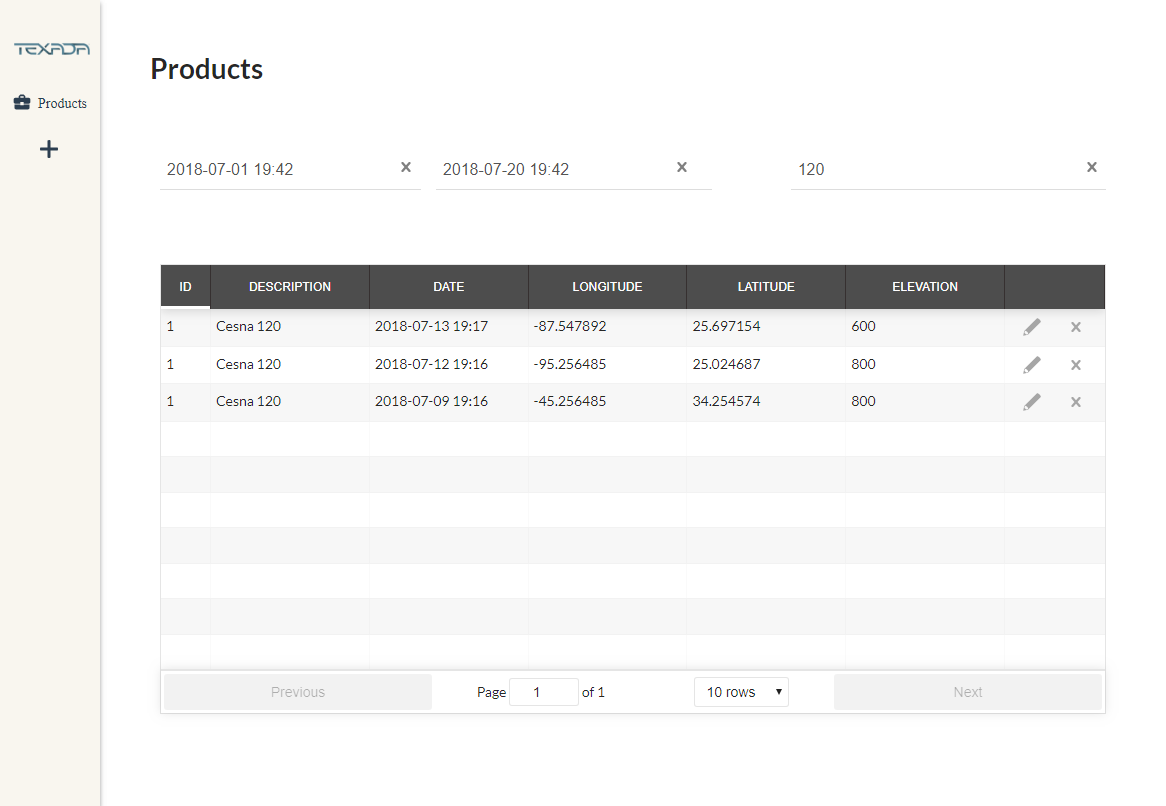 TEXADA
Products
Products
2018-07-01 19:42 × 2018-07-20 19:42 × 120 ×
ID DESCRIPTION DATE LONGITUDE LATITUDE ELEVATION
1 Cesna 120 2018-07-13 19:17 -87.547892 25.697154 600 ×
1 Cesna 120 2018-07-12 19:16 -95.256485 25.024687 800 ×
1 Cesna 120 2018-07-09 19:16 -45.256485 34.254574 800 ×
Previous Page 1 of 1 10 rows Next